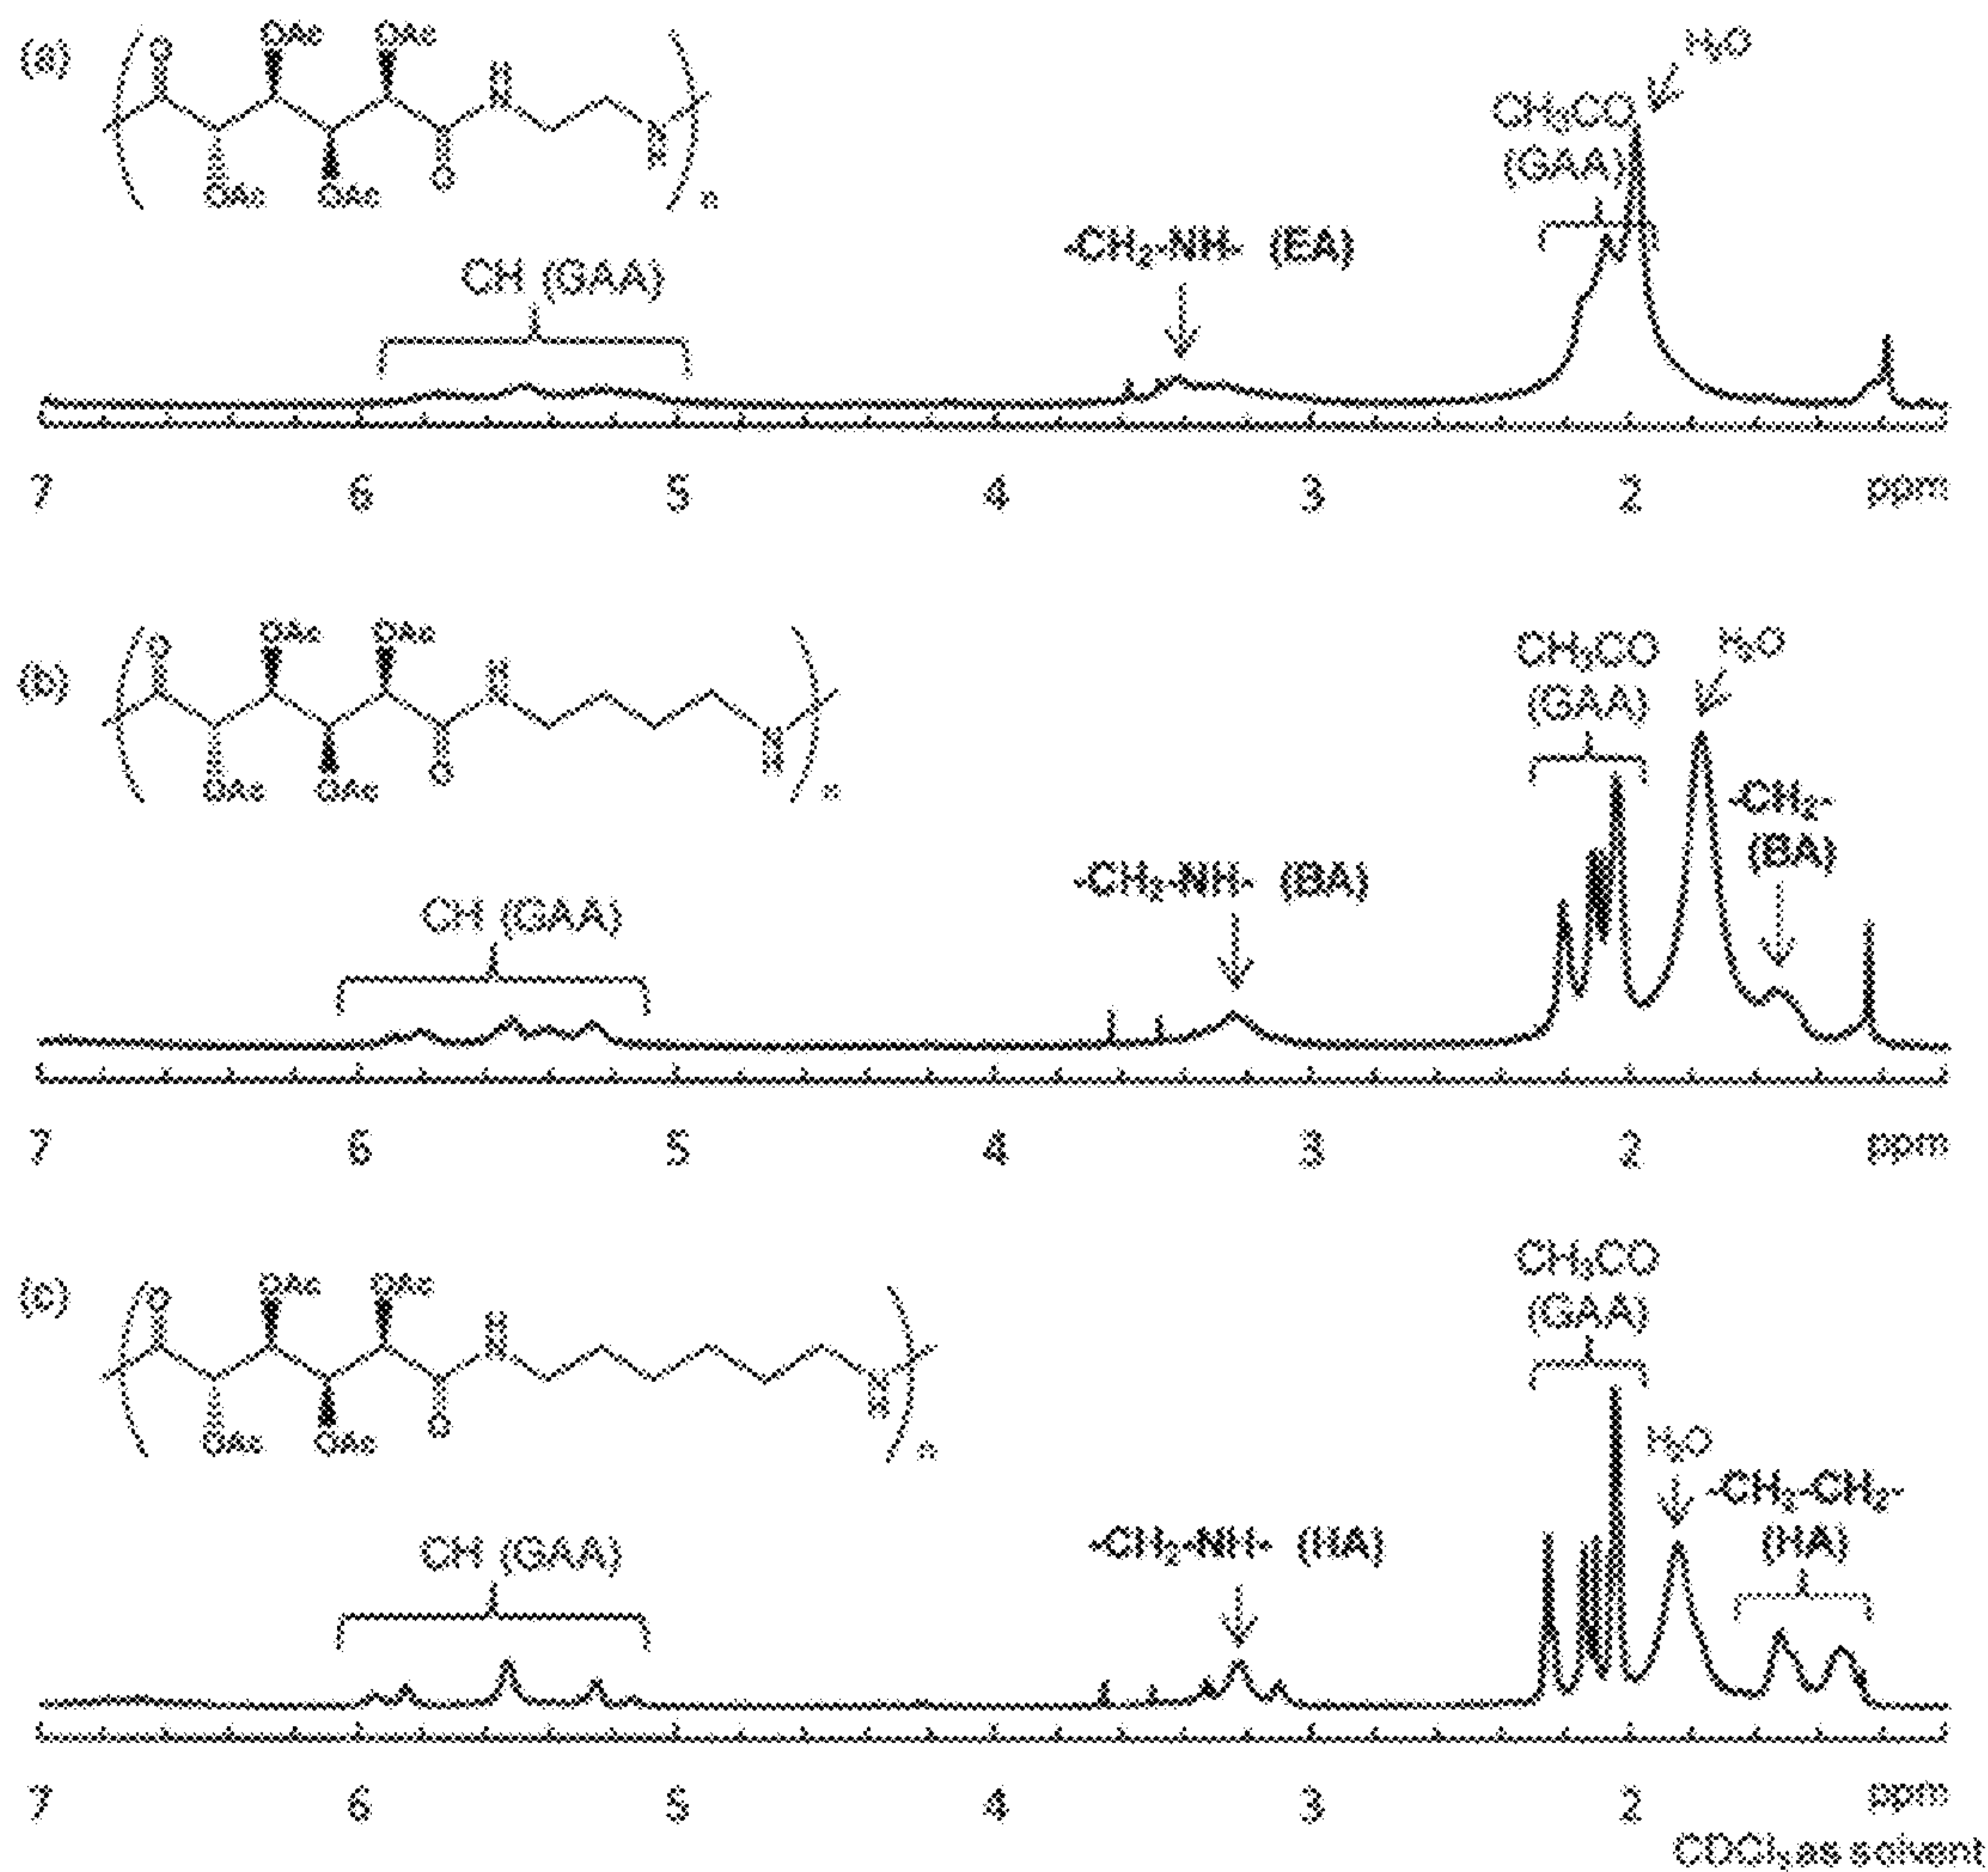 (a)
O OAc OAc H
OAc OAc O H n
H₂O
CH₃CO
(GAA)
-CH₂-NH- (EA)
CH (GAA)
7 6 5 4 3 2 ppm
(b)
O OAc OAc H
OAc OAc O H n
CH₃CO
(GAA)
H₂O
-CH₂-
(BA)
-CH₂-NH- (BA)
CH (GAA)
7 6 5 4 3 2 ppm
(c)
O OAc OAc H
OAc OAc O H n
CH₃CO
(GAA)
H₂O
-CH₂-CH₂-
(HA)
-CH₂-NH- (HA)
CH (GAA)
7 6 5 4 3 2 ppm
CDCl₃ as solvent